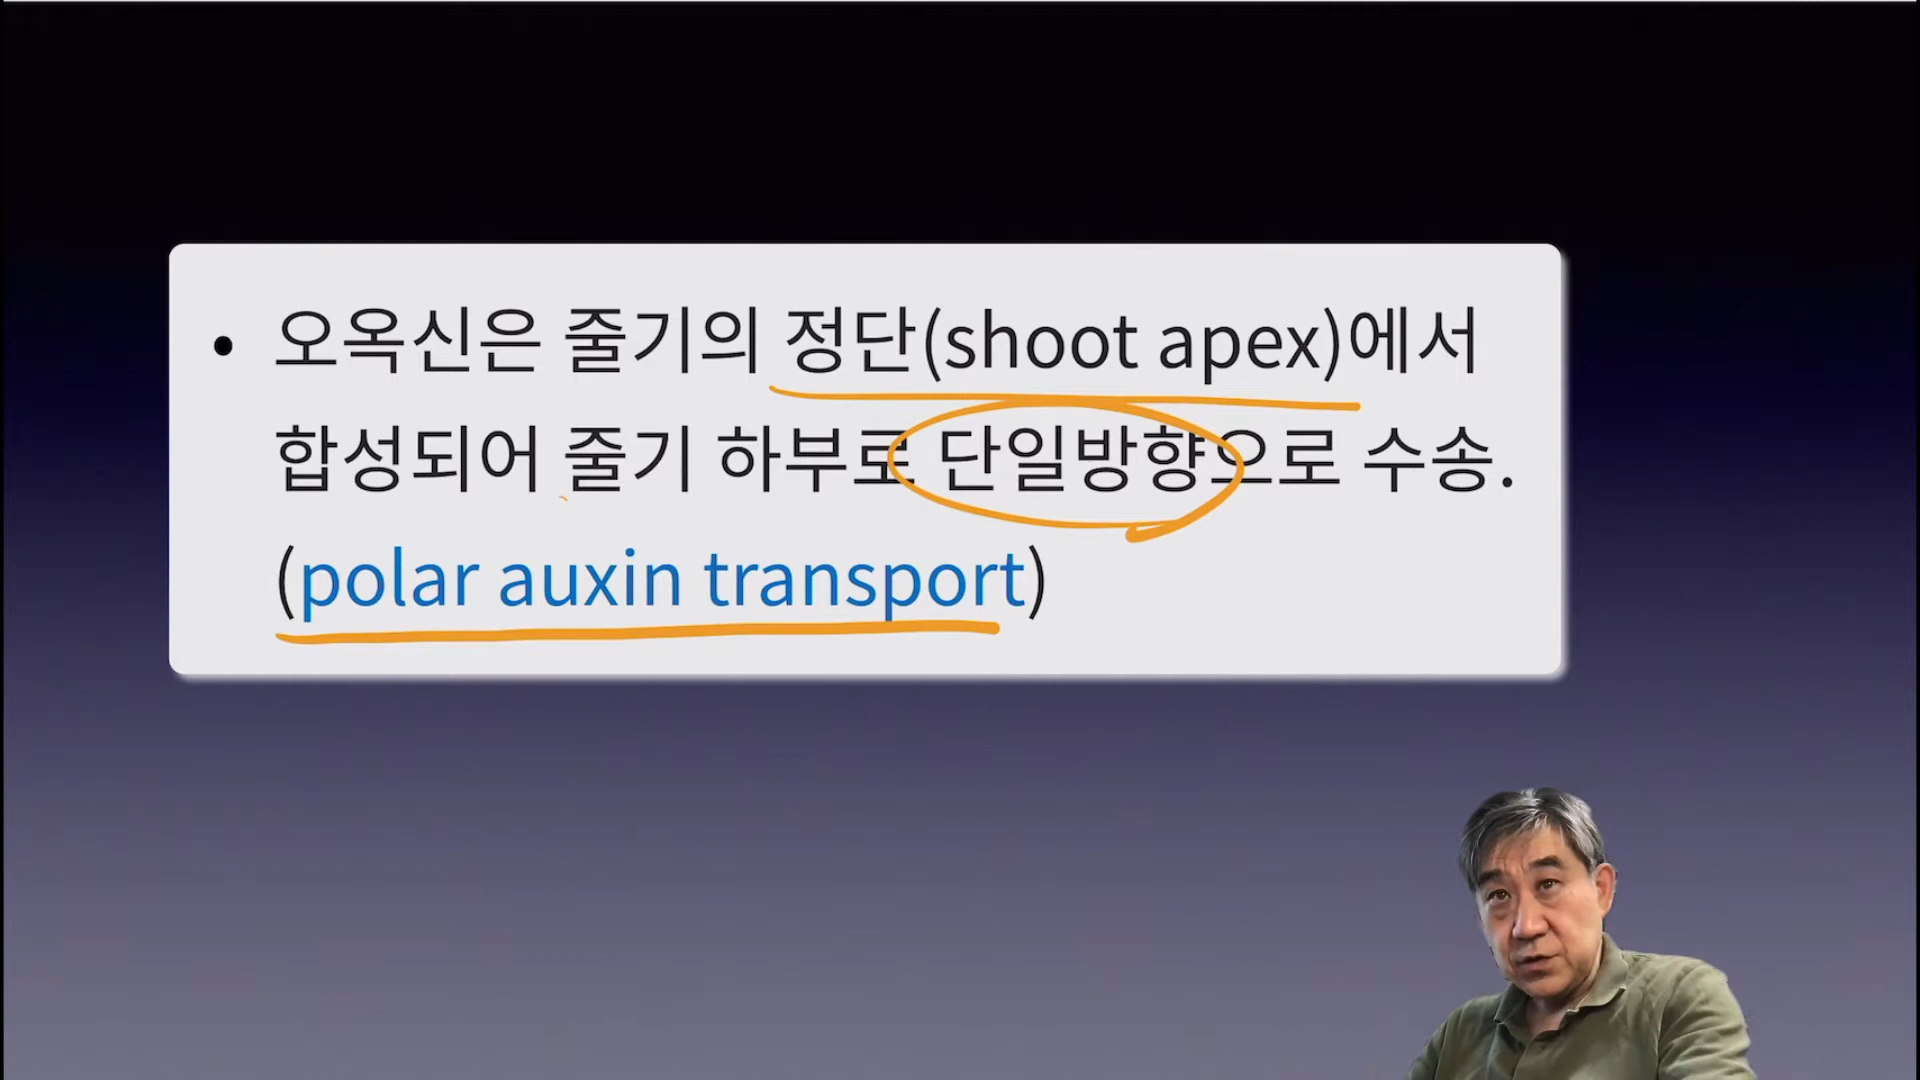 • 오옥신은 줄기의 정단(shoot apex)에서
합성되어 줄기 하부로 단일방향으로 수송.
(polar auxin transport)